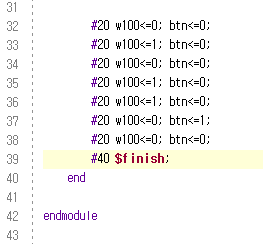 31
32 #20 w100<=0; btn<=0;
33 #20 w100<=1; btn<=0;
34 #20 w100<=0; btn<=0;
35 #20 w100<=1; btn<=0;
36 #20 w100<=1; btn<=0;
37 #20 w100<=0; btn<=1;
38 #20 w100<=0; btn<=0;
39 #40 $finish;
40 end
41
42 endmodule
43